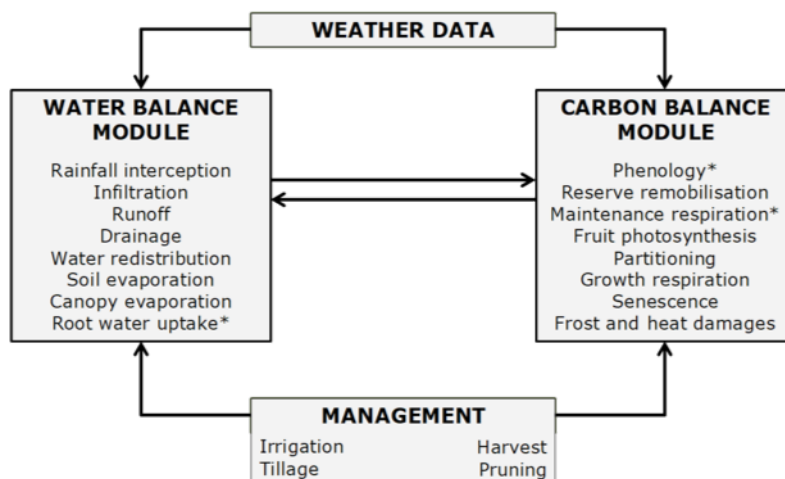 WEATHER DATA
WATER BALANCE
MODULE
Rainfall interception
Infiltration
Runoff
Drainage
Water redistribution
Soil evaporation
Canopy evaporation
Root water uptake*
CARBON BALANCE
MODULE
Phenology*
Reserve remobilisation
Maintenance respiration*
Fruit photosynthesis
Partitioning
Growth respiration
Senescence
Frost and heat damages
MANAGEMENT
Irrigation Harvest
Tillage Pruning